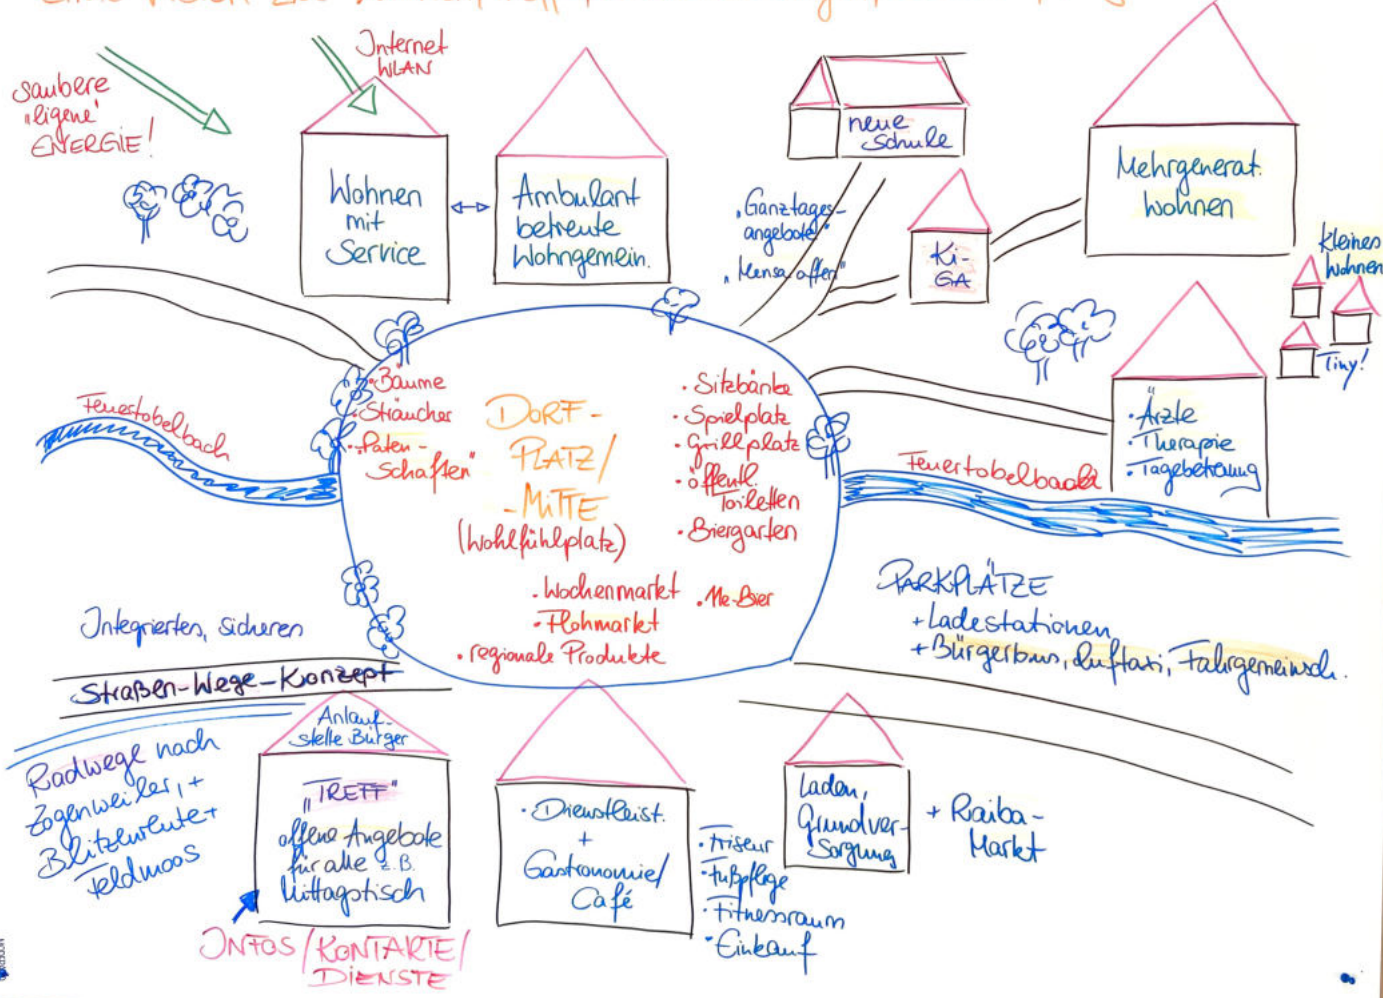 Internet
WLAN
saubere
"eigene"
ENERGIE!
Wohnen
mit
Service
Ambulant
betreute
Wohngemein.
neue
Schule
"Ganztages-
angebote"
"Mensa offen"
Ki-
GA
Mehrgenerat.
wohnen
kleines
Wohnen
Tiny!
• Ärzte
• Therapie
• Tagebetreuung
Feuertobelbach
• Bäume
• Sträucher
• "Paten-
schaften"
DORF-
PLATZ/
-MITTE
(Wohlfühlplatz)
• Sitzbänke
• Spielplatz
• Grillplatz
• öffentl.
Toiletten
• Biergarten
• Wochenmarkt
• Flohmarkt
• regionale Produkte
Feuertobelbach
PARKPLÄTZE
+ Ladestationen
+ Bürgerbus, Lufttaxi, Fahrgemeinsch.
Integrierten, sicheren
Straßen-Wege-Konzept
Radwege nach
Zogenweiler, +
Blitzenreute +
Feldmoos
Anlauf-
stelle Bürger
"TREFF"
offene Angebote
für alle z.B.
Mittagstisch
INFOS/KONTAKTE/
DIENSTE
• Dienstleist.
+
Gastronomie/
Café
• Friseur
• Fußpflege
• Fitnessraum
• Einkauf
Laden,
Grundver-
sorgung
+ Raiba-
Markt